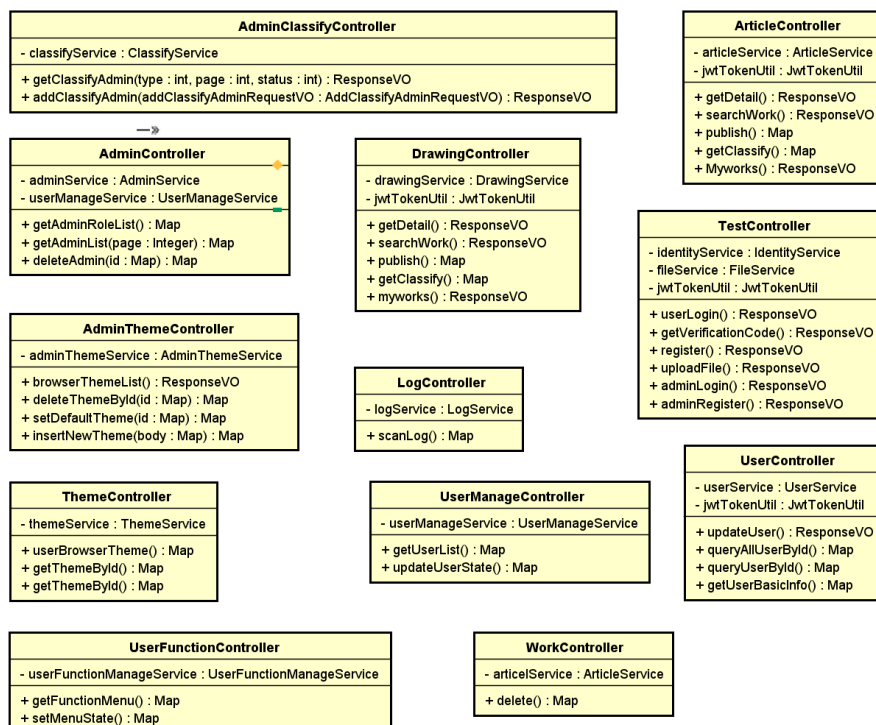 AdminClassifyController
- classifyService : ClassifyService
+ getClassifyAdmin(type : int, page : int, status : int) : ResponseVO
+ addClassifyAdmin(addClassifyAdminRequestVO : AddClassifyAdminRequestVO) : ResponseVO
ArticleController
- articleService : ArticleService
- jwtTokenUtil : JwtTokenUtil
+ getDetail() : ResponseVO
+ searchWork() : ResponseVO
+ publish() : Map
+ getClassify() : Map
+ Myworks() : ResponseVO
AdminController
- adminService : AdminService
- userManageService : UserManageService
+ getAdminRoleList() : Map
+ getAdminList(page : Integer) : Map
+ deleteAdmin(id : Map) : Map
DrawingController
- drawingService : DrawingService
- jwtTokenUtil : JwtTokenUtil
+ getDetail() : ResponseVO
+ searchWork() : ResponseVO
+ publish() : Map
+ getClassify() : Map
+ myworks() : ResponseVO
TestController
- identityService : IdentityService
- fileService : FileService
- jwtTokenUtil : JwtTokenUtil
+ userLogin() : ResponseVO
+ getVerificationCode() : ResponseVO
+ register() : ResponseVO
+ uploadFile() : ResponseVO
+ adminLogin() : ResponseVO
+ adminRegister() : ResponseVO
AdminThemeController
- adminThemeService : AdminThemeService
+ browserThemeList() : ResponseVO
+ deleteThemeById(id : Map) : Map
+ setDefaultTheme(id : Map) : Map
+ insertNewTheme(body : Map) : Map
LogController
- logService : LogService
+ scanLog() : Map
UserController
- userService : UserService
- jwtTokenUtil : JwtTokenUtil
+ updateUser() : ResponseVO
+ queryAllUserById() : Map
+ queryUserById() : Map
+ getUserBasicInfo() : Map
ThemeController
- themeService : ThemeService
+ userBrowserTheme() : Map
+ getThemeById() : Map
+ getThemeById() : Map
UserManageController
- userManageService : UserManageService
+ getUserList() : Map
+ updateUserState() : Map
UserFunctionController
- userFunctionManageService : UserFunctionManageService
+ getFunctionMenu() : Map
+ setMenuState() : Map
WorkController
- articelService : ArticleService
+ delete() : Map